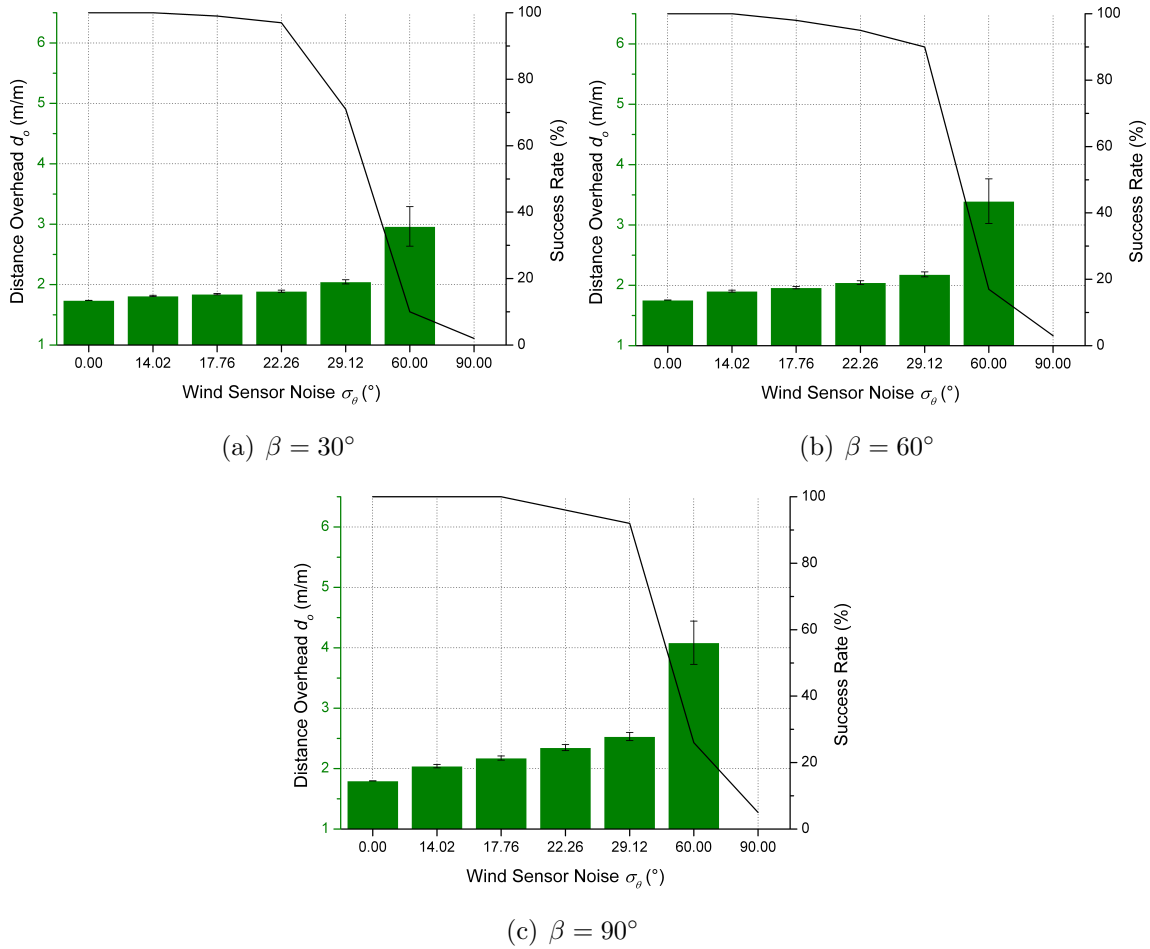 100
6
80
5
60
4
40
3
20
2
1
0
0.00 14.02 17.76 22.26 29.12 60.00 90.00
Distance Overhead dₒ (m/m)
Success Rate (%)
Wind Sensor Noise σ_θ (°)
(a) β = 30°
100
6
80
5
60
4
40
3
20
2
1
0
0.00 14.02 17.76 22.26 29.12 60.00 90.00
Distance Overhead dₒ (m/m)
Success Rate (%)
Wind Sensor Noise σ_θ (°)
(b) β = 60°
100
6
80
5
60
4
40
3
20
2
1
0
0.00 14.02 17.76 22.26 29.12 60.00 90.00
Distance Overhead dₒ (m/m)
Success Rate (%)
Wind Sensor Noise σ_θ (°)
(c) β = 90°